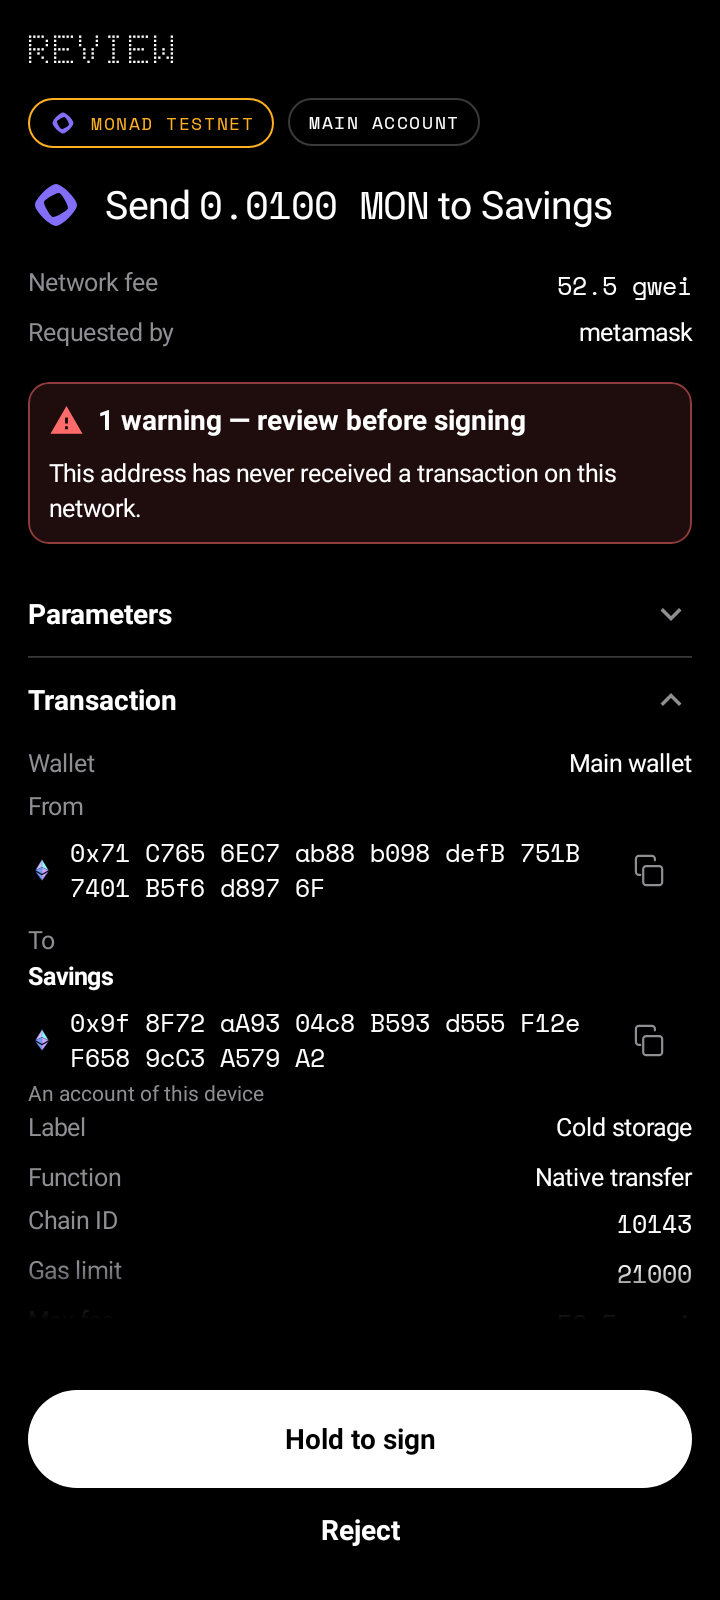 REVIEW
MONAD TESTNET
MAIN ACCOUNT
Send 0.0100 MON to Savings
Network fee 52.5 gwei
Requested by metamask
1 warning — review before signing
This address has never received a transaction on this
network.
Parameters
Transaction
Wallet Main wallet
From
0x71 C765 6EC7 ab88 b098 defB 751B
7401 B5f6 d897 6F
To
Savings
0x9f 8F72 aA93 04c8 B593 d555 F12e
F658 9cC3 A579 A2
An account of this device
Label Cold storage
Function Native transfer
Chain ID 10143
Gas limit 21000
Hold to sign
Reject